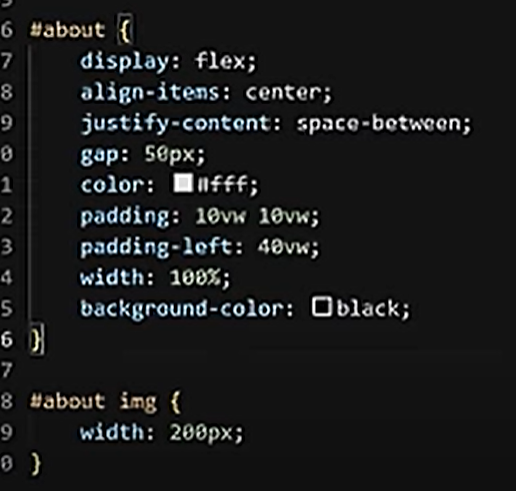 6 #about {
7 display: flex;
8 align-items: center;
9 justify-content: space-between;
0 gap: 50px;
1 color: #fff;
2 padding: 10vw 10vw;
3 padding-left: 40vw;
4 width: 100%;
5 background-color: black;
6 }
7
8 #about img {
9 width: 200px;
0 }